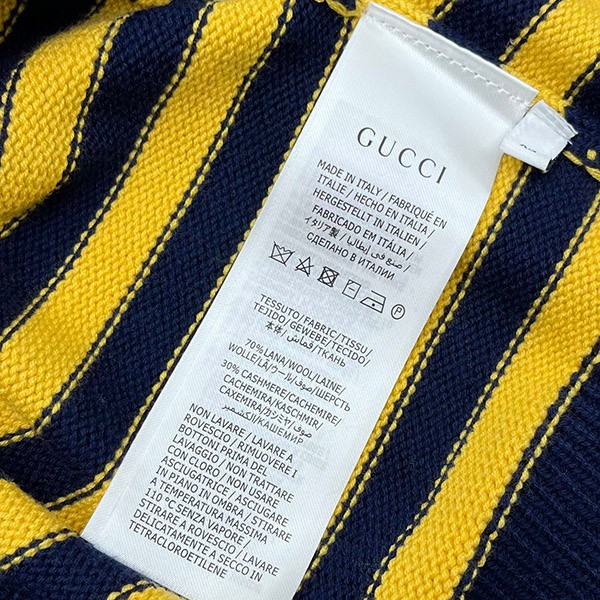 GUCCI
MADE IN ITALY / FABRIQUÉ EN
ITALIE / HECHO EN ITALIA /
HERGESTELLT IN ITALIEN /
FABRICADO EM ITÁLIA /
イタリア製 / صنع في إيطاليا /
СДЕЛАНО В ИТАЛИИ
TESSUTO/FABRIC/TISSU/
TEJIDO/GEWEBE/TECIDO/
本体/قماش/ТКАНЬ
70% LANA/WOOL/LAINE/
WOLLE/LÃ/ウール/صوف/ШЕРСТЬ
30% CASHMERE/CACHEMIRE/
CACHEMIRA/KASCHMIR/
CAXEMIRA/カシミヤ/صوف
الكشمير/КАШЕМИР
NON LAVARE / LAVARE A
ROVESCIO / RIMUOVERE I
BOTTONI PRIMA DEL
LAVAGGIO / NON TRATTARE
CON CLORO / NON USARE
ASCIUGATRICE / ASCIUGARE
IN PIANO IN OMBRA / STIRARE
A TEMPERATURA MASSIMA
110°C SENZA VAPORE /
STIRARE A ROVESCIO / LAVARE
DELICATAMENTE A SECCO IN
TETRACLOROETILENE